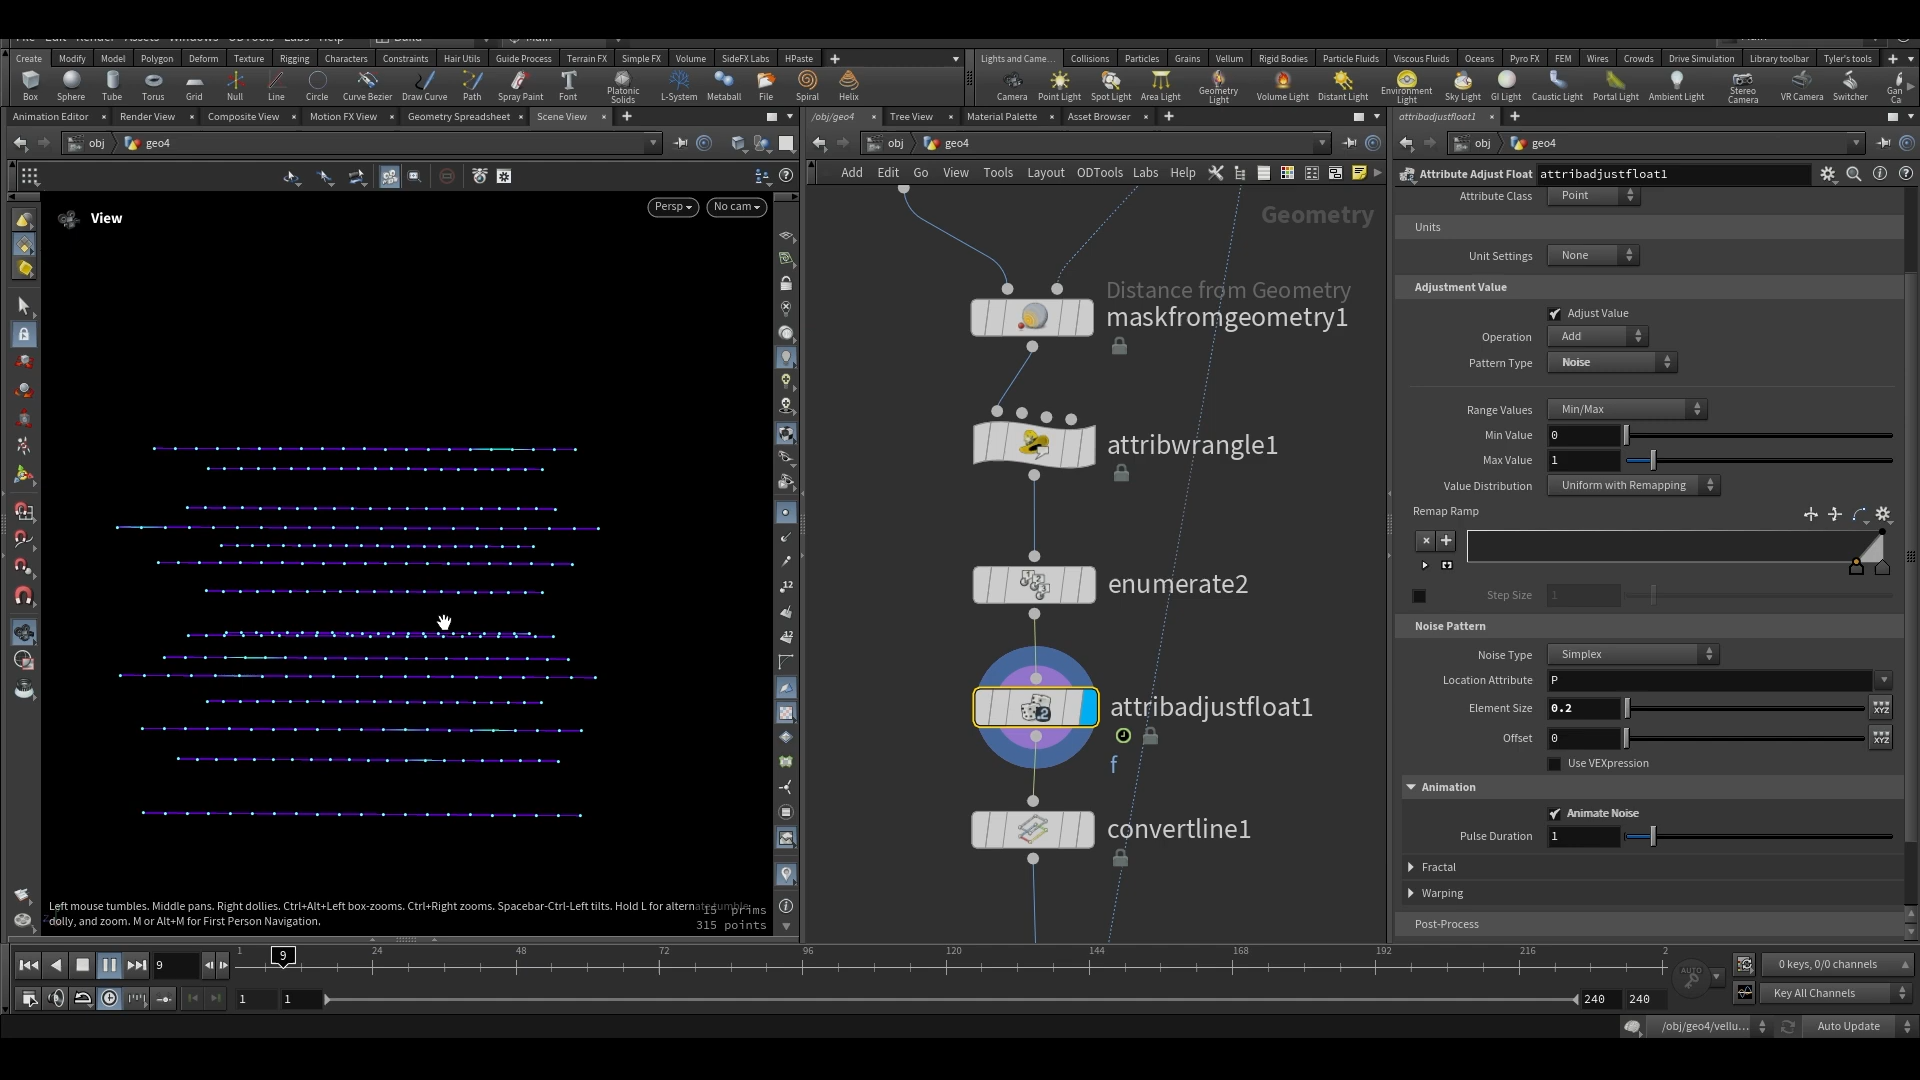 Create Modify Model Polygon Deform Texture Rigging Characters Constraints Hair Utils Guide Process Terrain FX Simple FX Volume SideFX Labs HPaste
Lights and Came... Collisions Particles Grains Vellum Rigid Bodies Particle Fluids Viscous Fluids Oceans Pyro FX FEM Wires Crowds Drive Simulation Library toolbar Tyler's tools
Box Sphere Tube Torus Grid Null Line Circle Curve Bezier Draw Curve Path Spray Paint Font Platonic Solids L-System Metaball File Spiral Helix
Camera Point Light Spot Light Area Light Geometry Light Volume Light Distant Light Environment Light Sky Light GI Light Caustic Light Portal Light Ambient Light Stereo Camera VR Camera Switcher Gan Ca
Animation Editor Render View Composite View Motion FX View Geometry Spreadsheet Scene View
/obj/geo4 Tree View Material Palette Asset Browser
attribadjustfloat1
obj geo4
obj geo4
obj geo4
Add Edit Go View Tools Layout ODTools Labs Help
Attribute Adjust Float attribadjustfloat1
View
Persp No cam
Geometry
Distance from Geometry
maskfromgeometry1
attribwrangle1
enumerate2
attribadjustfloat1
f
convertline1
Attribute Class Point
Units
Unit Settings None
Adjustment Value
Adjust Value
Operation Add
Pattern Type Noise
Range Values Min/Max
Min Value 0
Max Value 1
Value Distribution Uniform with Remapping
Remap Ramp
Step Size 1
Noise Pattern
Noise Type Simplex
Location Attribute P
Element Size 0.2
Offset 0
Use VEXpression
Animation
Animate Noise
Pulse Duration 1
Fractal
Warping
Post-Process
Left mouse tumbles. Middle pans. Right dollies. Ctrl+Alt+Left box-zooms. Ctrl+Right zooms. Spacebar-Ctrl-Left tilts. Hold L for alternate tumble,
dolly, and zoom. M or Alt+M for First Person Navigation.
15 prims
315 points
9
1 9 24 48 72 96 120 144 168 192 216 2
0 keys, 0/0 channels
1 1 240 240
Key All Channels
/obj/geo4/vellu... Auto Update